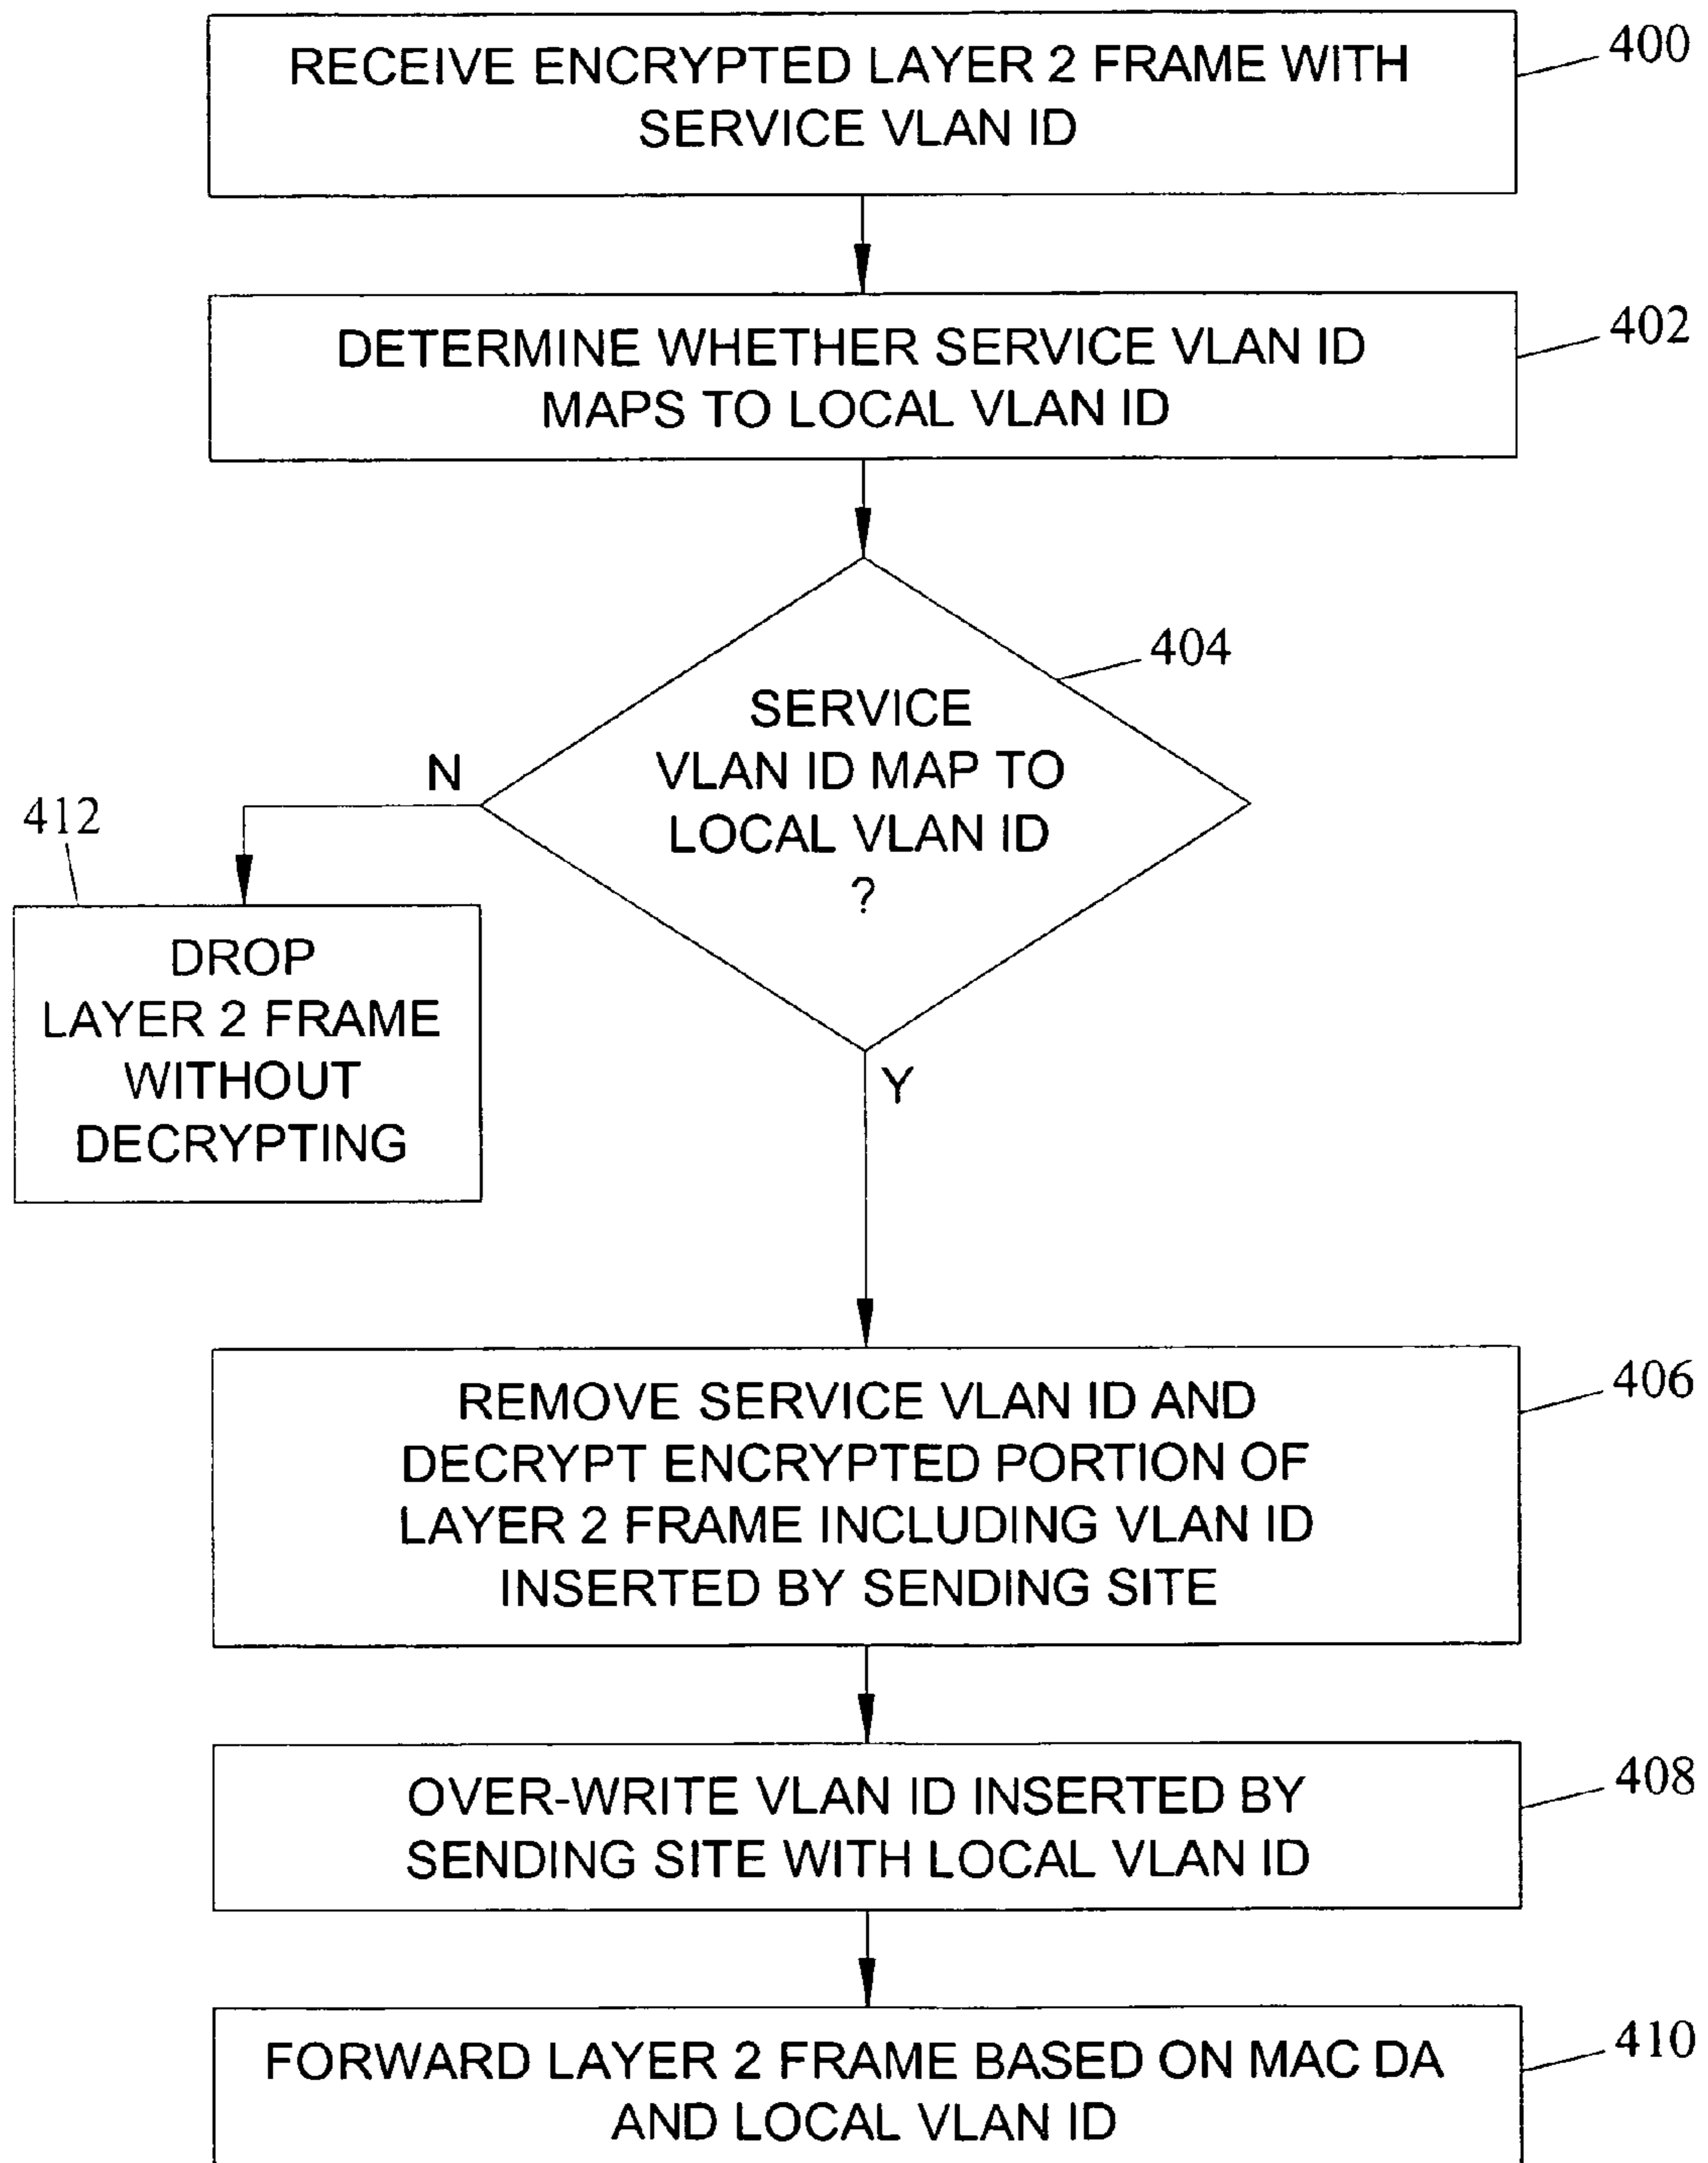 RECEIVE ENCRYPTED LAYER 2 FRAME WITH
SERVICE VLAN ID
400
DETERMINE WHETHER SERVICE VLAN ID
MAPS TO LOCAL VLAN ID
402
404
SERVICE
VLAN ID MAP TO
LOCAL VLAN ID
?
N
412
DROP
LAYER 2 FRAME
WITHOUT
DECRYPTING
Y
REMOVE SERVICE VLAN ID AND
DECRYPT ENCRYPTED PORTION OF
LAYER 2 FRAME INCLUDING VLAN ID
INSERTED BY SENDING SITE
406
OVER-WRITE VLAN ID INSERTED BY
SENDING SITE WITH LOCAL VLAN ID
408
FORWARD LAYER 2 FRAME BASED ON MAC DA
AND LOCAL VLAN ID
410